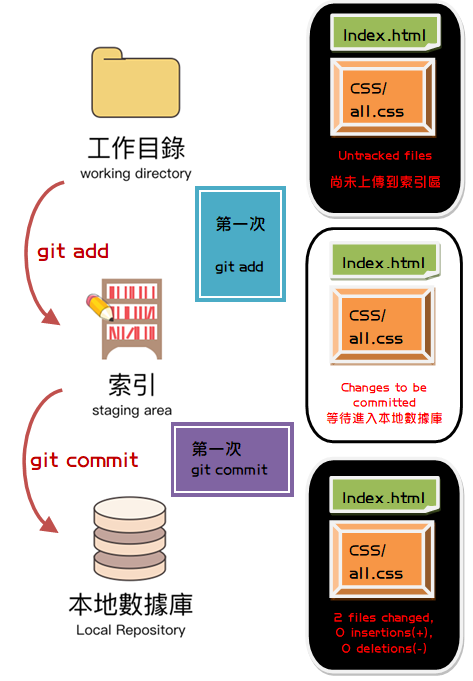 Index.html
CSS/
all.css
Untracked files
尚未上傳到索引區
工作目錄
working directory
git add
第一次
git add
Index.html
CSS/
all.css
Changes to be
committed
等待進入本地數據庫
索引
staging area
git commit
第一次
git commit
Index.html
CSS/
all.css
2 files changed,
0 insertions(+),
0 deletions(-)
本地數據庫
Local Repository